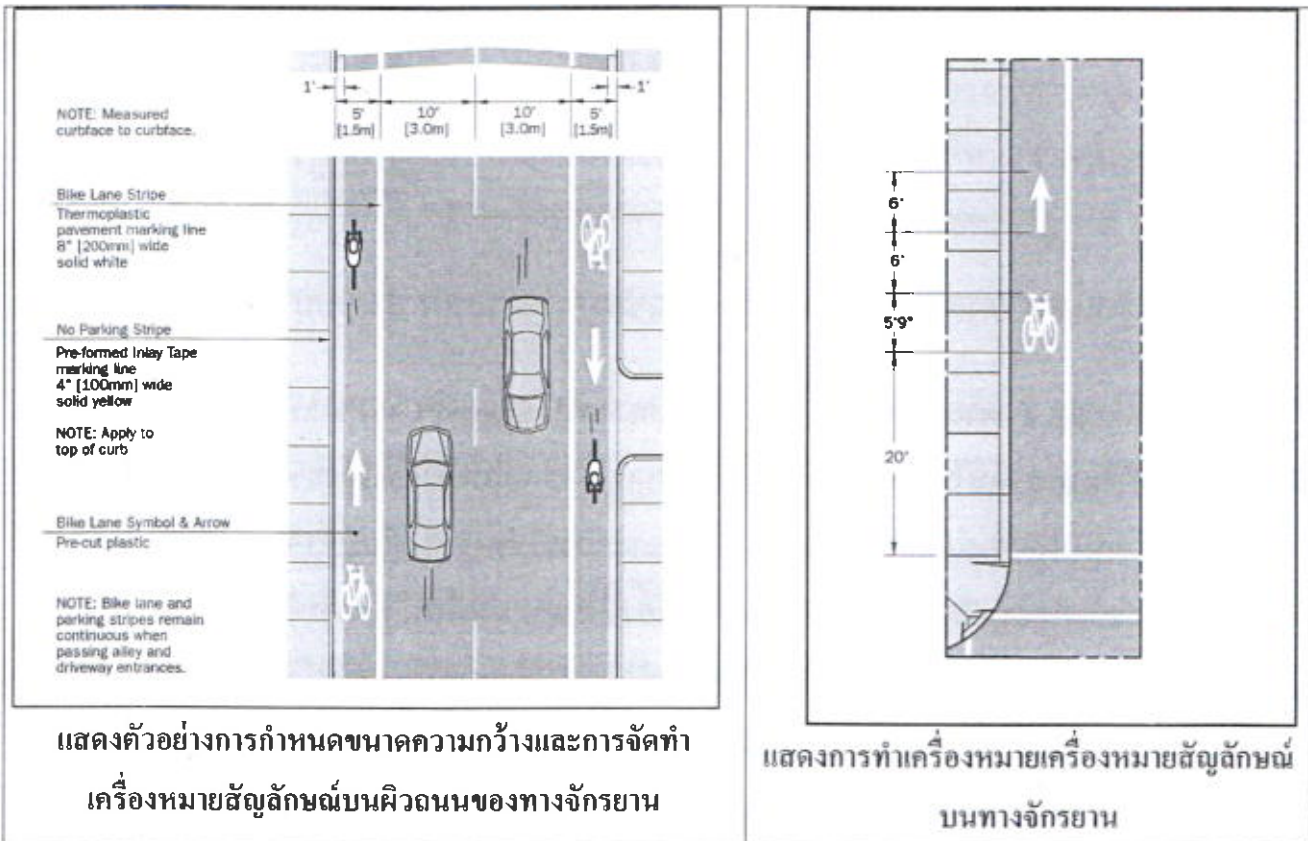 1'
1'
5'
10'
10'
5'
[1.5m]
[3.0m]
[3.0m]
[1.5m]
NOTE: Measured
curbface to curbface.
Bike Lane Stripe
Thermoplastic
pavement marking line
8" [200mm] wide
solid white
No Parking Stripe
Pre-formed Inlay Tape
marking line
4" [100mm] wide
solid yellow
NOTE: Apply to
top of curb
Bike Lane Symbol & Arrow
Pre-cut plastic
NOTE: Bike lane and
parking stripes remain
continuous when
passing alley and
driveway entrances.
แสดงตัวอย่างการกำหนดขนาดความกว้างและการจัดทำ
เครื่องหมายสัญลักษณ์บนผิวถนนของทางจักรยาน
6'
6'
5'9"
20'
แสดงการทำเครื่องหมายเครื่องหมายสัญลักษณ์
บนทางจักรยาน